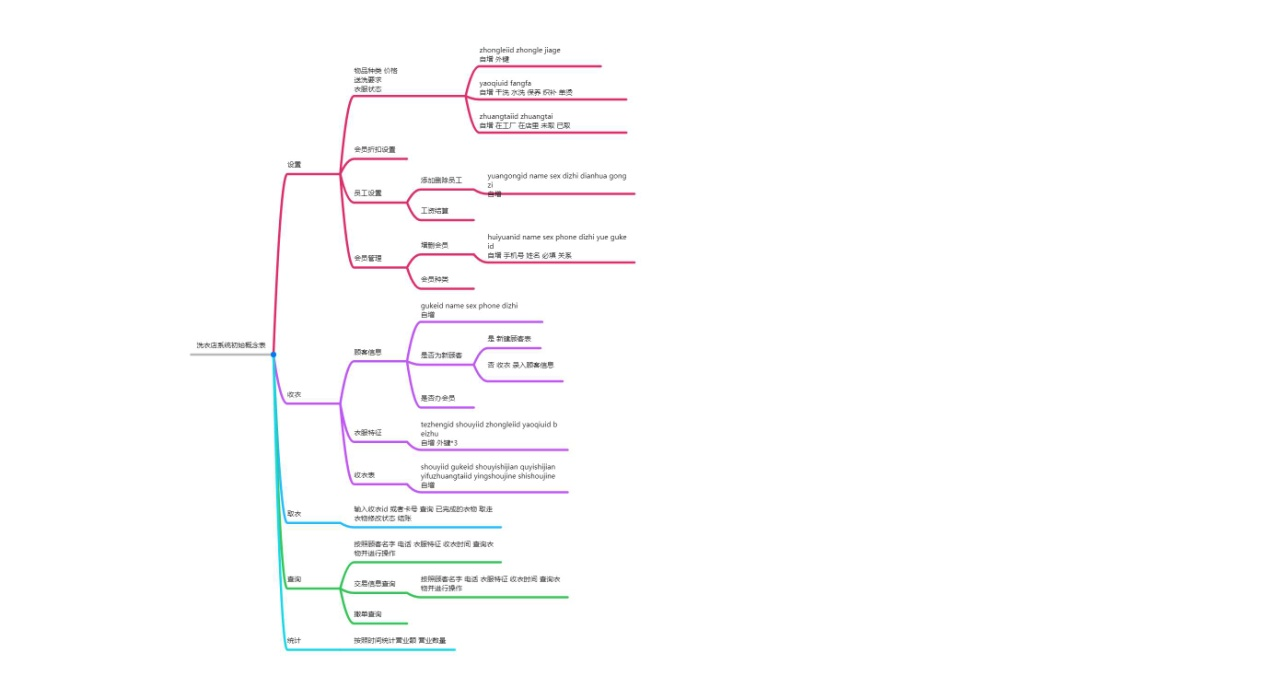 洗衣店系统初始概念表
设置
物品种类 价格
送洗要求
衣服状态
zhongleiid zhongle jiage
自增 外键
yaoqiuid fangfa
自增 干洗 水洗 保养 织补 单烫
zhuangtaiid zhuangtai
自增 在工厂 在店里 未取 已取
会员折扣设置
员工设置
添加删除员工
yuangongid name sex dizhi dianhua gong
zi
自增
工资结算
会员管理
增删会员
huiyuanid name sex phone dizhi yue guke
id
自增 手机号 姓名 必填 关系
会员种类
收衣
顾客信息
gukeid name sex phone dizhi
自增
是否为新顾客
是 新建顾客表
否 收衣 录入顾客信息
是否办会员
衣服特征
tezhengid shouyiid zhongleiid yaoqiuid b
eizhu
自增 外键*3
收衣表
shouyiid gukeid shouyishijian quyishijian
yifuzhuangtaiid yingshoujine shishoujine
自增
取衣
输入收衣id 或者卡号 查询 已完成的衣物 取走
衣物修改状态 结账
查询
按照顾客名字 电话 衣服特征 收衣时间 查询衣
物并进行操作
交易信息查询
按照顾客名字 电话 衣服特征 收衣时间 查询衣
物并进行操作
撤单查询
统计
按照时间统计营业额 营业数量